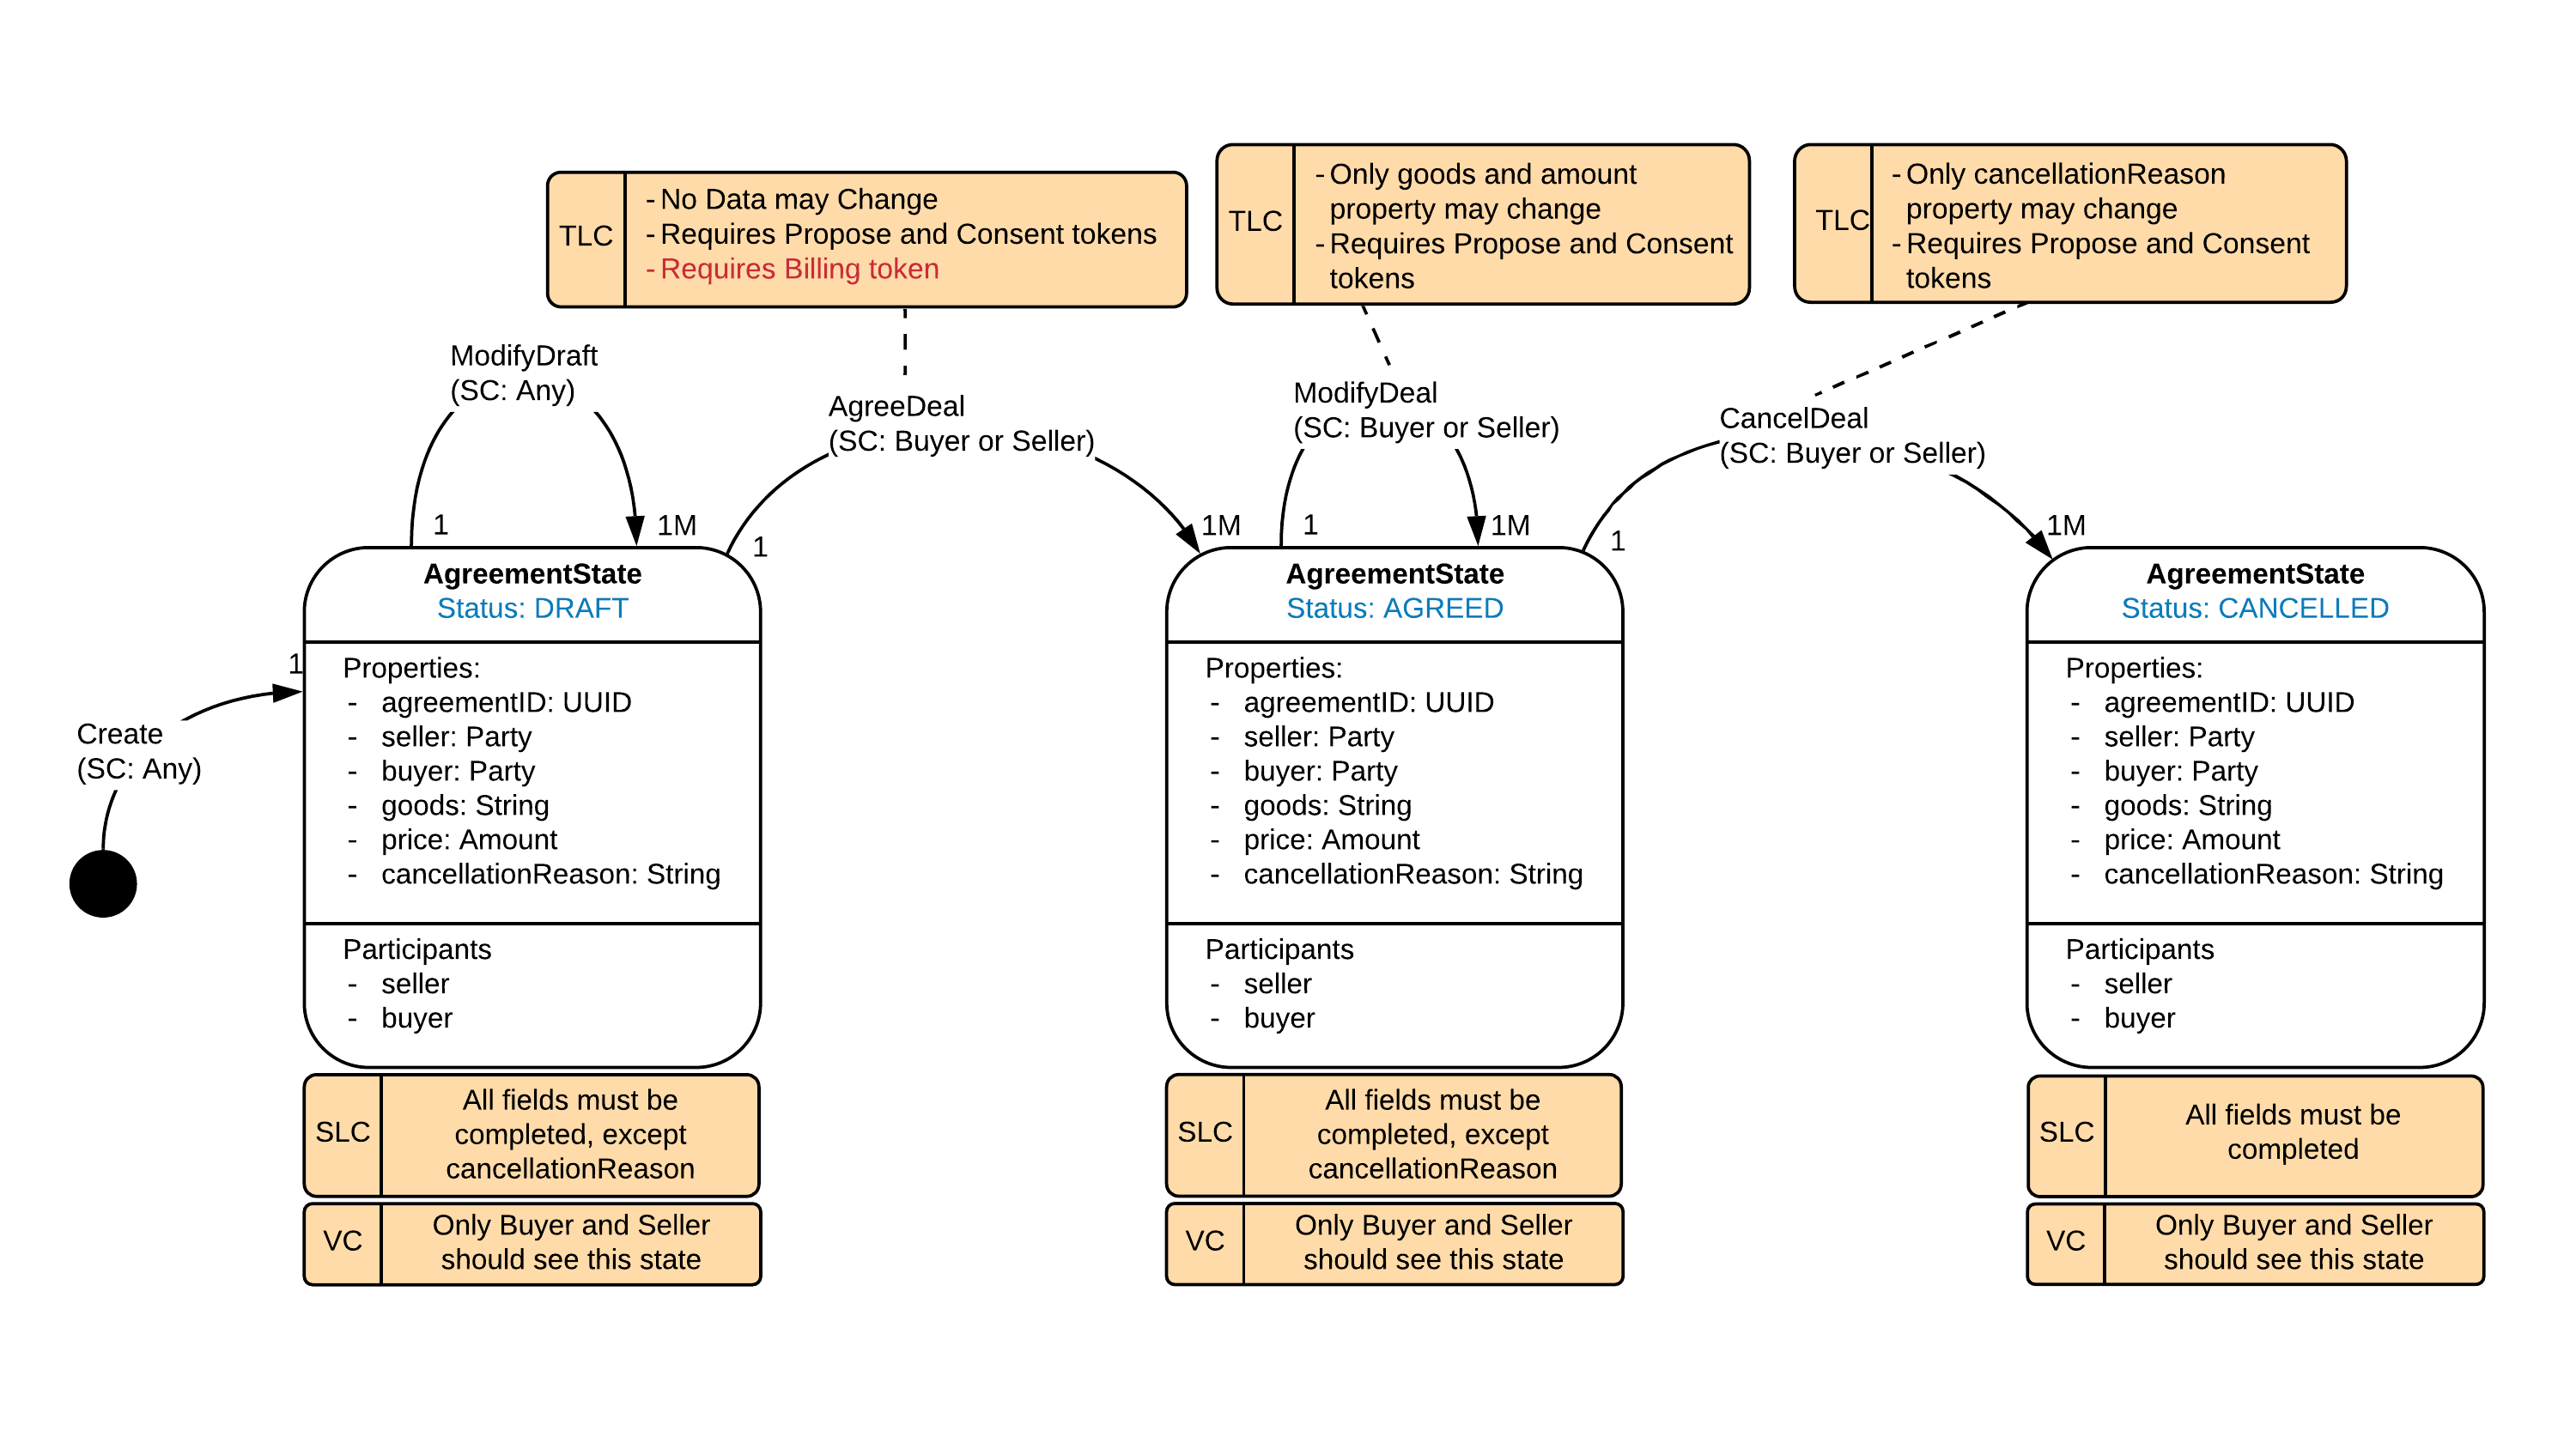 TLC
- No Data may Change
- Requires Propose and Consent tokens
- Requires Billing token
TLC
- Only goods and amount
property may change
- Requires Propose and Consent
tokens
TLC
- Only cancellationReason
property may change
- Requires Propose and Consent
tokens
ModifyDraft
(SC: Any)
AgreeDeal
(SC: Buyer or Seller)
ModifyDeal
(SC: Buyer or Seller)
CancelDeal
(SC: Buyer or Seller)
1
1M
1
1M
1
1M
1
1M
Create
(SC: Any)
1
AgreementState
Status: DRAFT
Properties:
- agreementID: UUID
- seller: Party
- buyer: Party
- goods: String
- price: Amount
- cancellationReason: String
Participants
- seller
- buyer
SLC
All fields must be
completed, except
cancellationReason
VC
Only Buyer and Seller
should see this state
AgreementState
Status: AGREED
Properties:
- agreementID: UUID
- seller: Party
- buyer: Party
- goods: String
- price: Amount
- cancellationReason: String
Participants
- seller
- buyer
SLC
All fields must be
completed, except
cancellationReason
VC
Only Buyer and Seller
should see this state
AgreementState
Status: CANCELLED
Properties:
- agreementID: UUID
- seller: Party
- buyer: Party
- goods: String
- price: Amount
- cancellationReason: String
Participants
- seller
- buyer
SLC
All fields must be
completed
VC
Only Buyer and Seller
should see this state